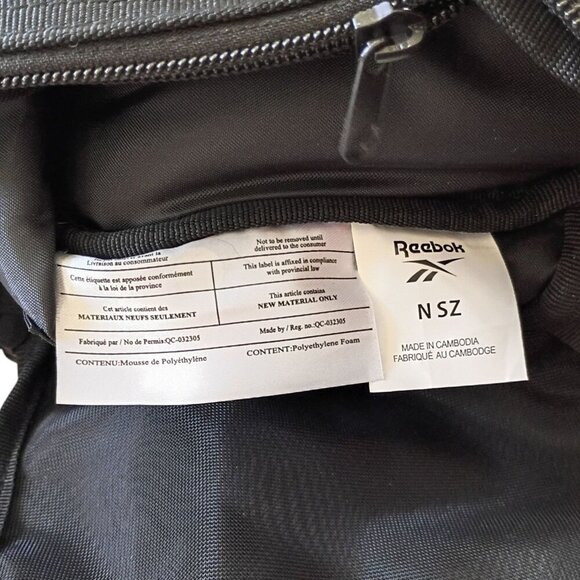 Livraison au consommateur
Cette étiquette est apposée conformément
à la loi de la province
Cet article contient des
MATÉRIAUX NEUFS SEULEMENT
Fabriqué par / No de Permis:QC-032305
CONTENU:Mousse de Polyéthylène
Not to be removed until
delivered to the consumer
This label is affixed in compliance
with provincial law
This article contains
NEW MATERIAL ONLY
Made by / Reg. no.:QC-032305
CONTENT:Polyethylene Foam
Reebok
N SZ
MADE IN CAMBODIA
FABRIQUÉ AU CAMBODGE